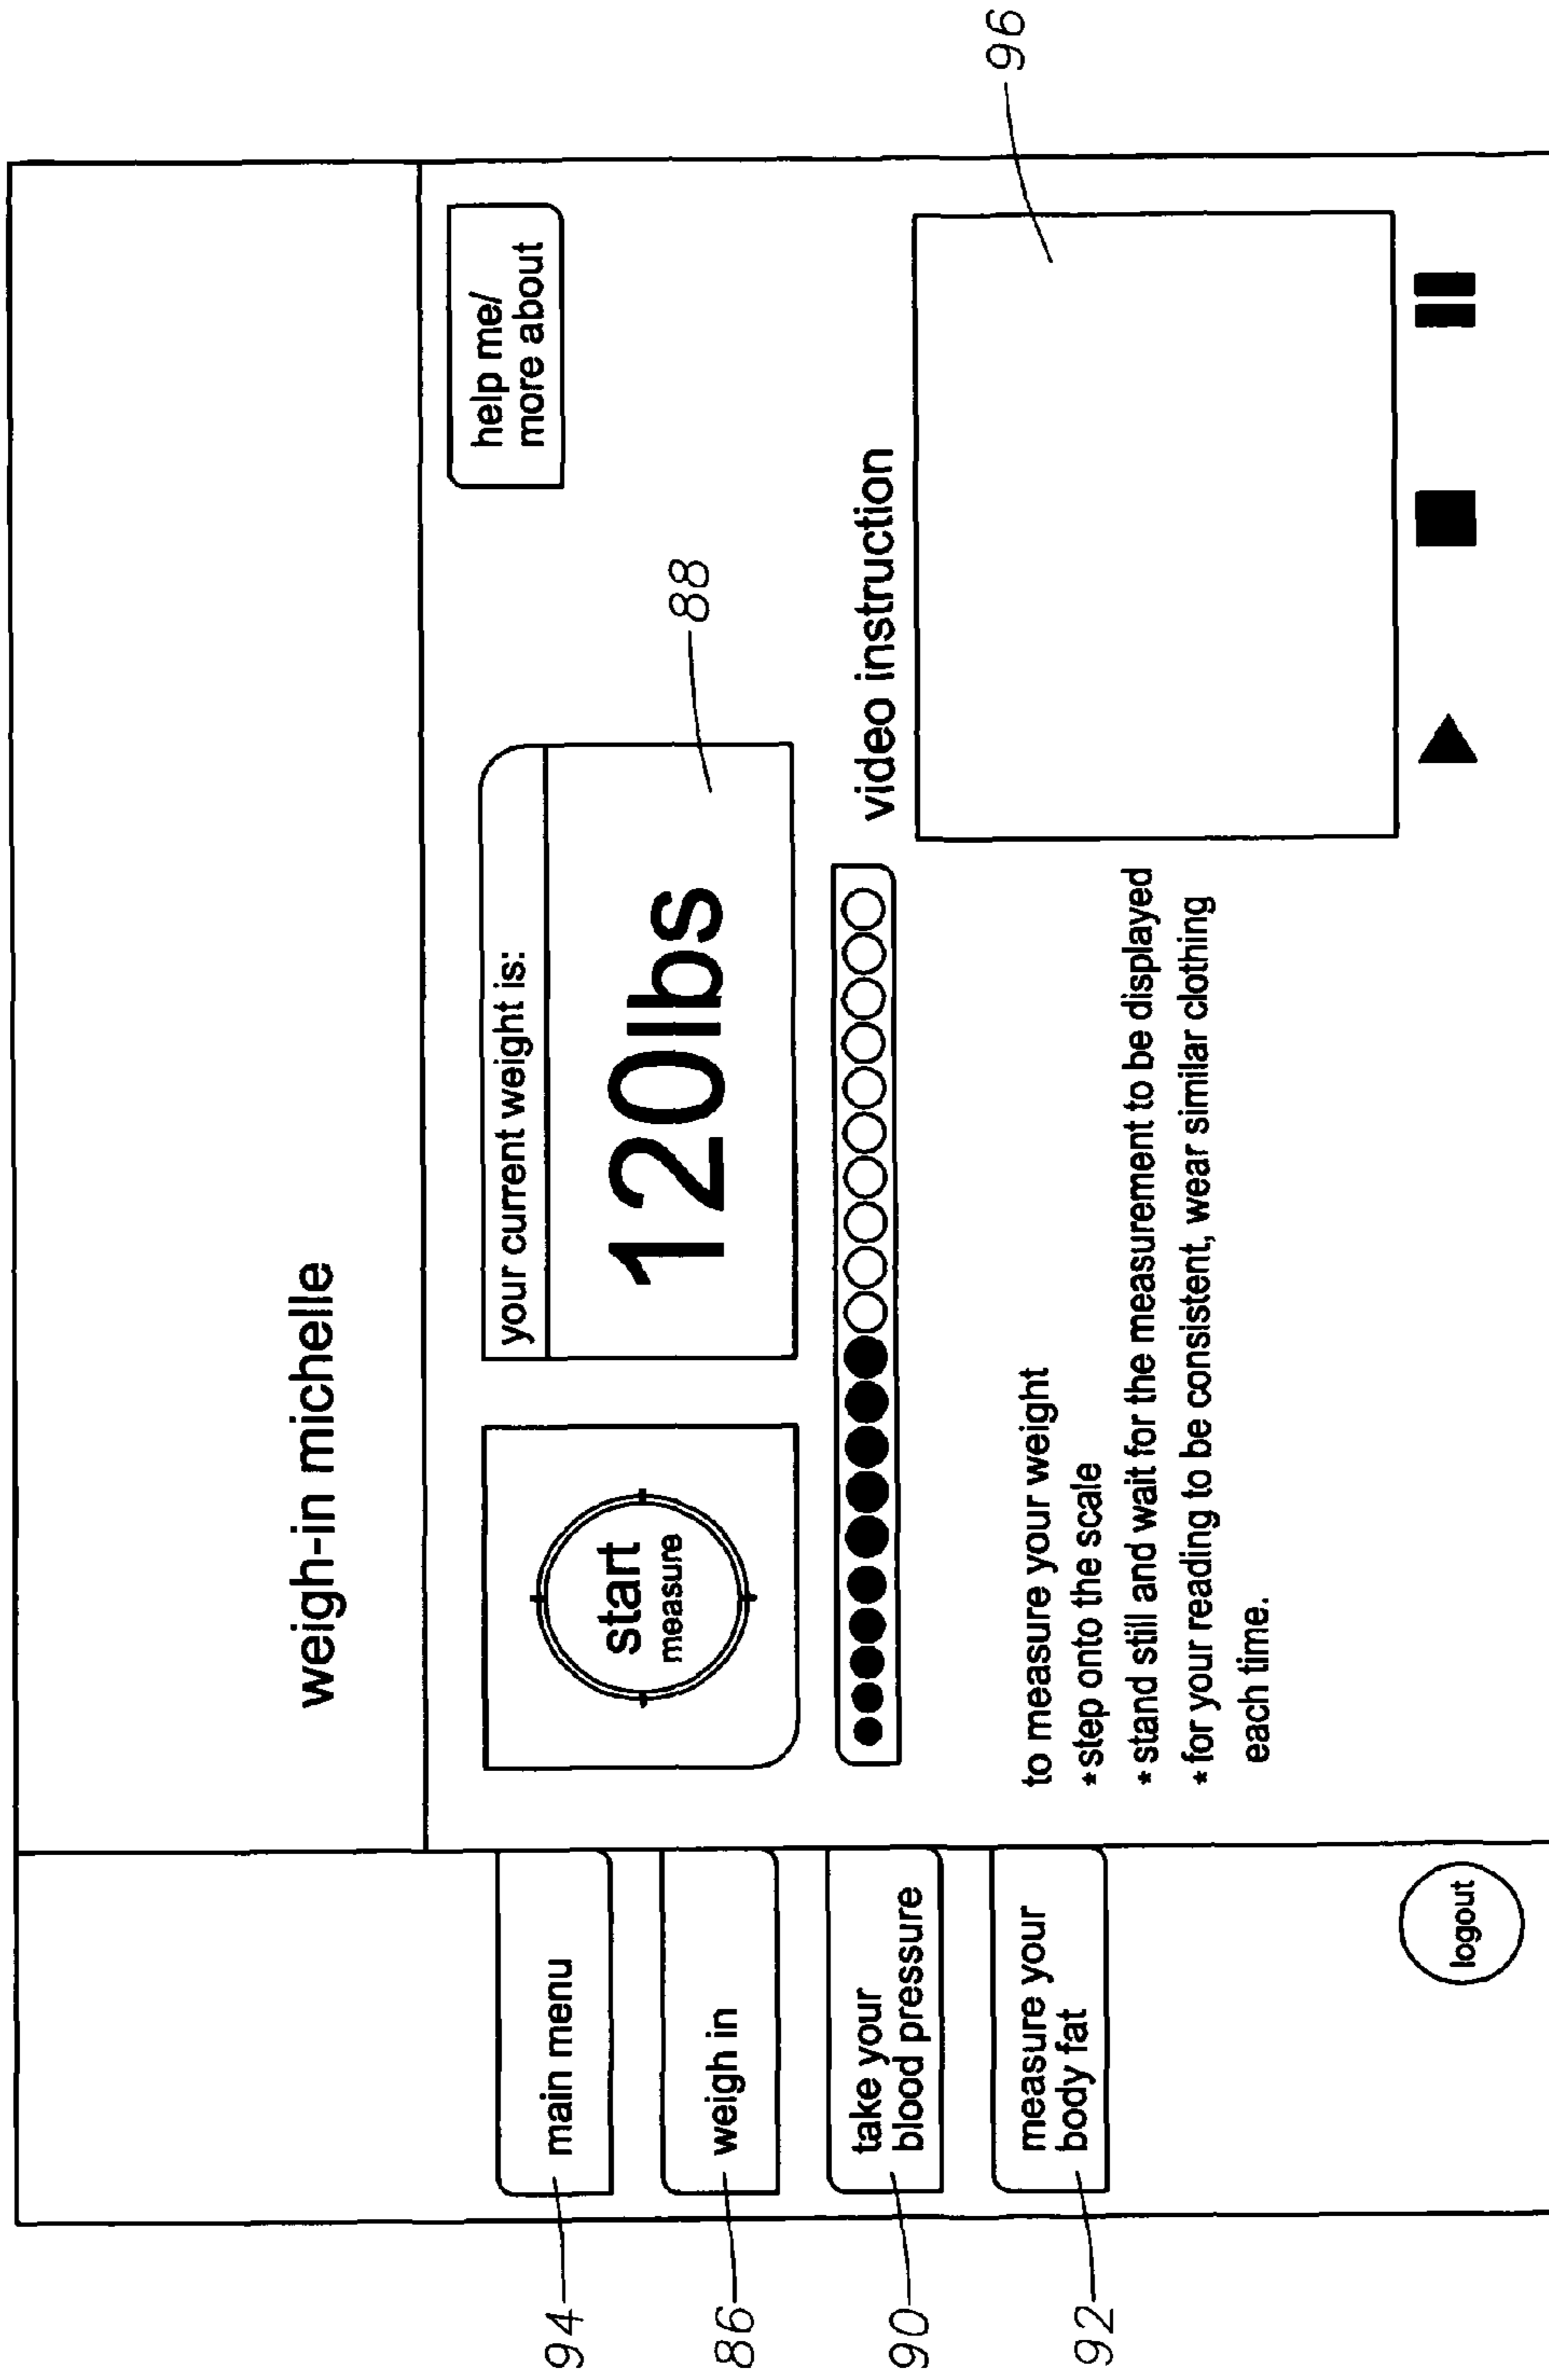 weigh-in michelle
94
main menu
86
weigh in
90
take your
blood pressure
92
measure your
body fat
logout
start
measure
your current weight is:
120lbs
88
help me/
more about
to measure your weight
*step onto the scale
* stand still and wait for the measurement to be displayed
* for your reading to be consistent, wear similar clothing
each time.
video instruction
96